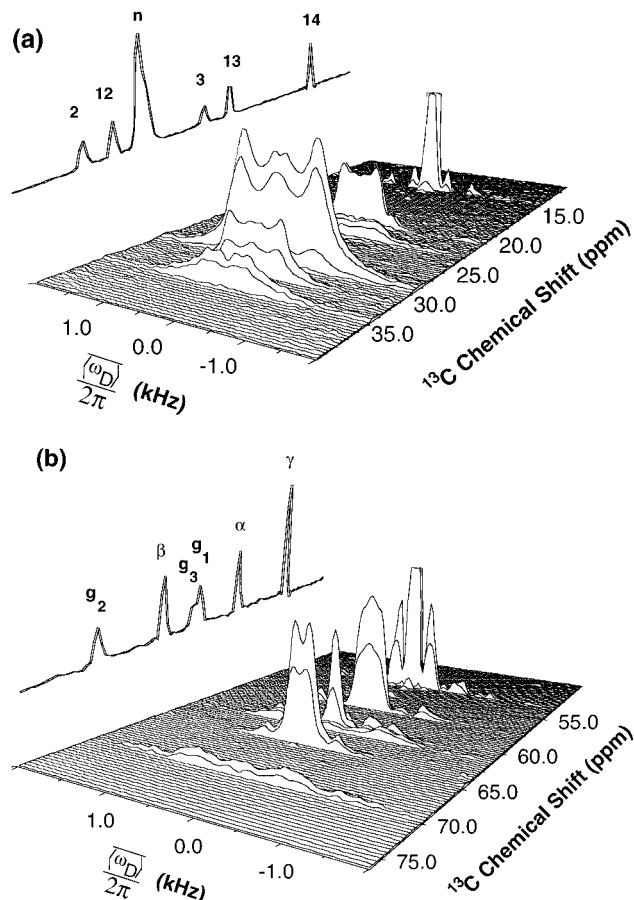 (a)
n
14
2
12
3
13
15.0
20.0
25.0
30.0
35.0
13C Chemical Shift (ppm)
1.0
0.0
-1.0
⟨ωD⟩
2π
(kHz)
(b)
γ
β
α
g1
g3
g2
55.0
60.0
65.0
70.0
75.0
13C Chemical Shift (ppm)
1.0
0.0
-1.0
⟨ωD⟩
2π
(kHz)